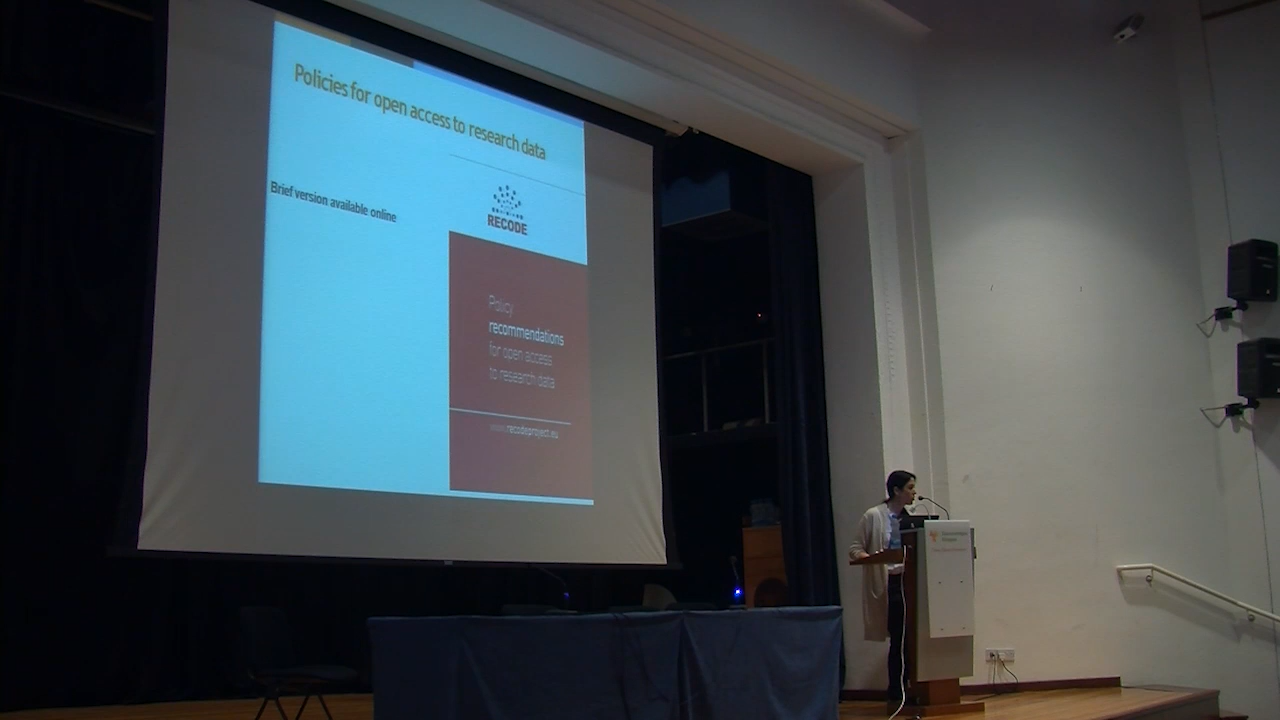 Policies for open access to research data
Brief version available online
RECODE
Policy
recommendations
for open access
to research data
www.recodeproject.eu